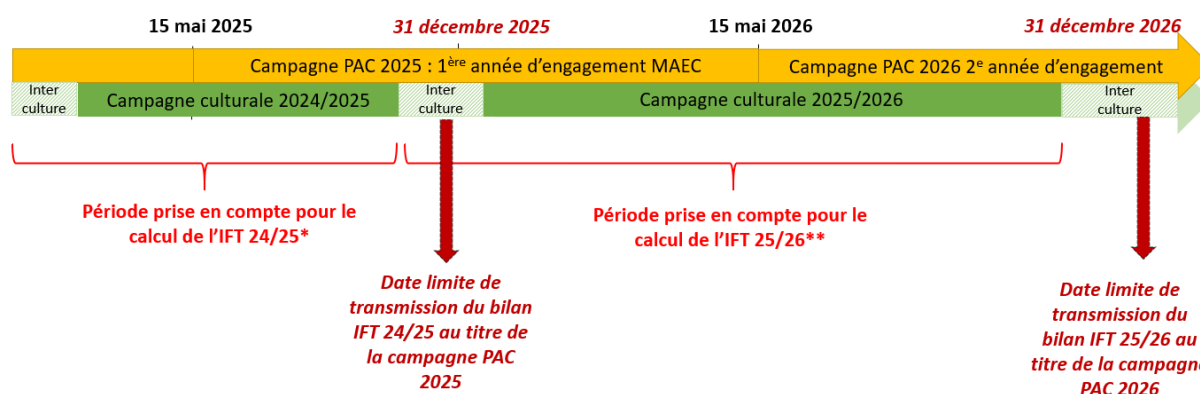 15 mai 2025
31 décembre 2025
15 mai 2026
31 décembre 2026
Campagne PAC 2025 : 1ère année d'engagement MAEC
Campagne PAC 2026 2e année d'engagement
Inter
culture
Campagne culturale 2024/2025
Inter
culture
Campagne culturale 2025/2026
Inter
culture
Période prise en compte pour le
calcul de l'IFT 24/25*
Période prise en compte pour le
calcul de l'IFT 25/26**
Date limite de
transmission du bilan
IFT 24/25 au titre de
la campagne PAC
2025
Date limite de
transmission du
bilan IFT 25/26 au
titre de la campagne
PAC 2026